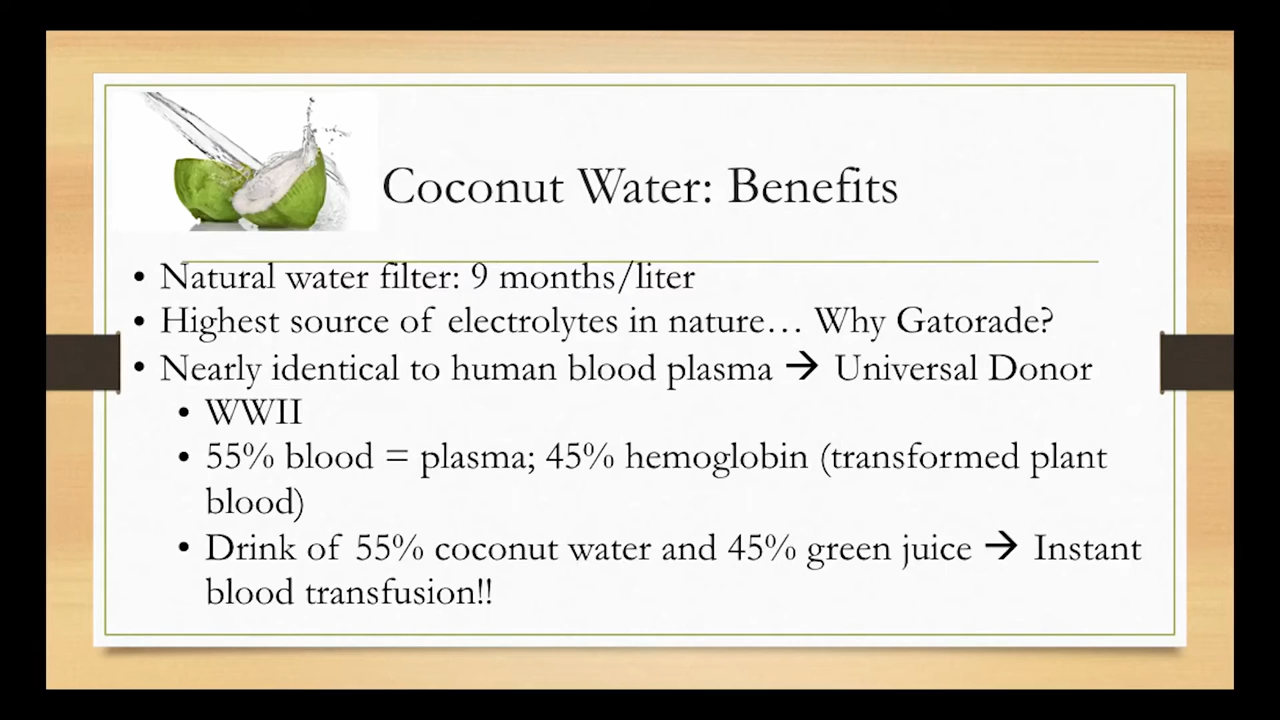 Coconut Water: Benefits
• Natural water filter: 9 months/liter
• Highest source of electrolytes in nature… Why Gatorade?
• Nearly identical to human blood plasma → Universal Donor
• WWII
• 55% blood = plasma; 45% hemoglobin (transformed plant
blood)
• Drink of 55% coconut water and 45% green juice → Instant
blood transfusion!!